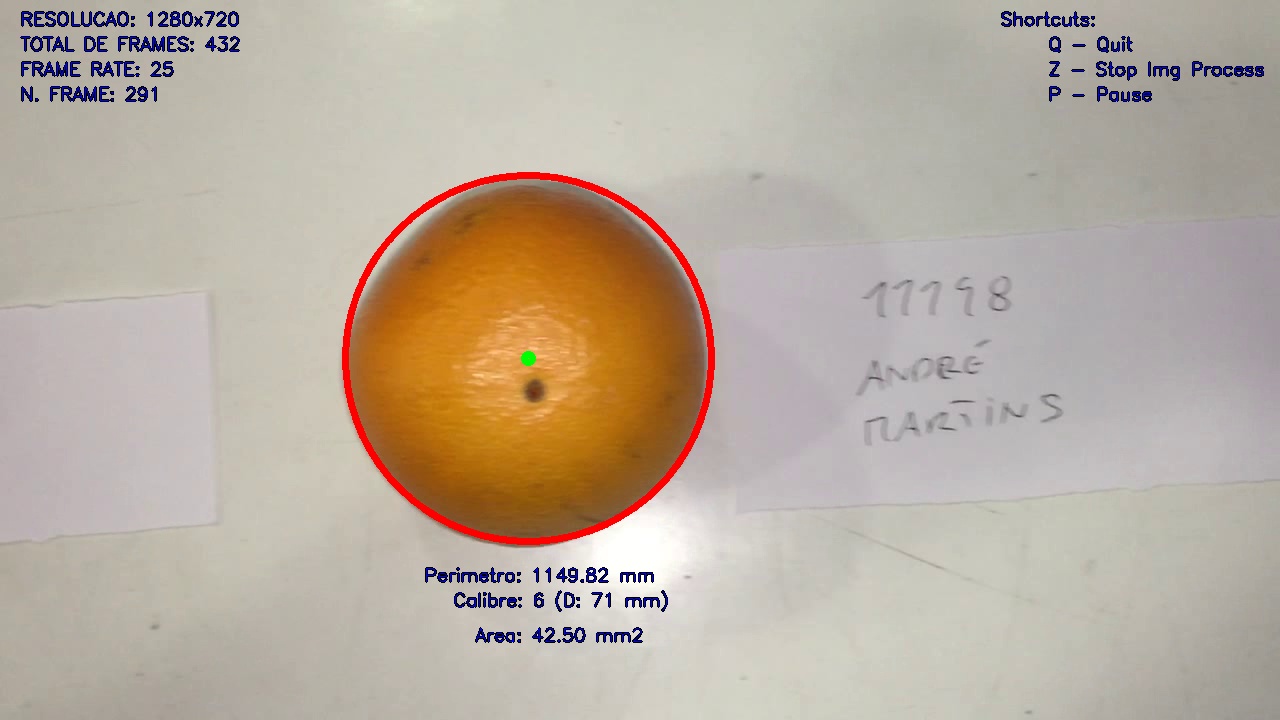 RESOLUCAO: 1280x720
TOTAL DE FRAMES: 432
FRAME RATE: 25
N. FRAME: 291
Shortcuts:
Q - Quit
Z - Stop Img Process
P - Pause
11198
ANDRÉ
MARTINS
Perimetro: 1149.82 mm
Calibre: 6 (D: 71 mm)
Area: 42.50 mm2